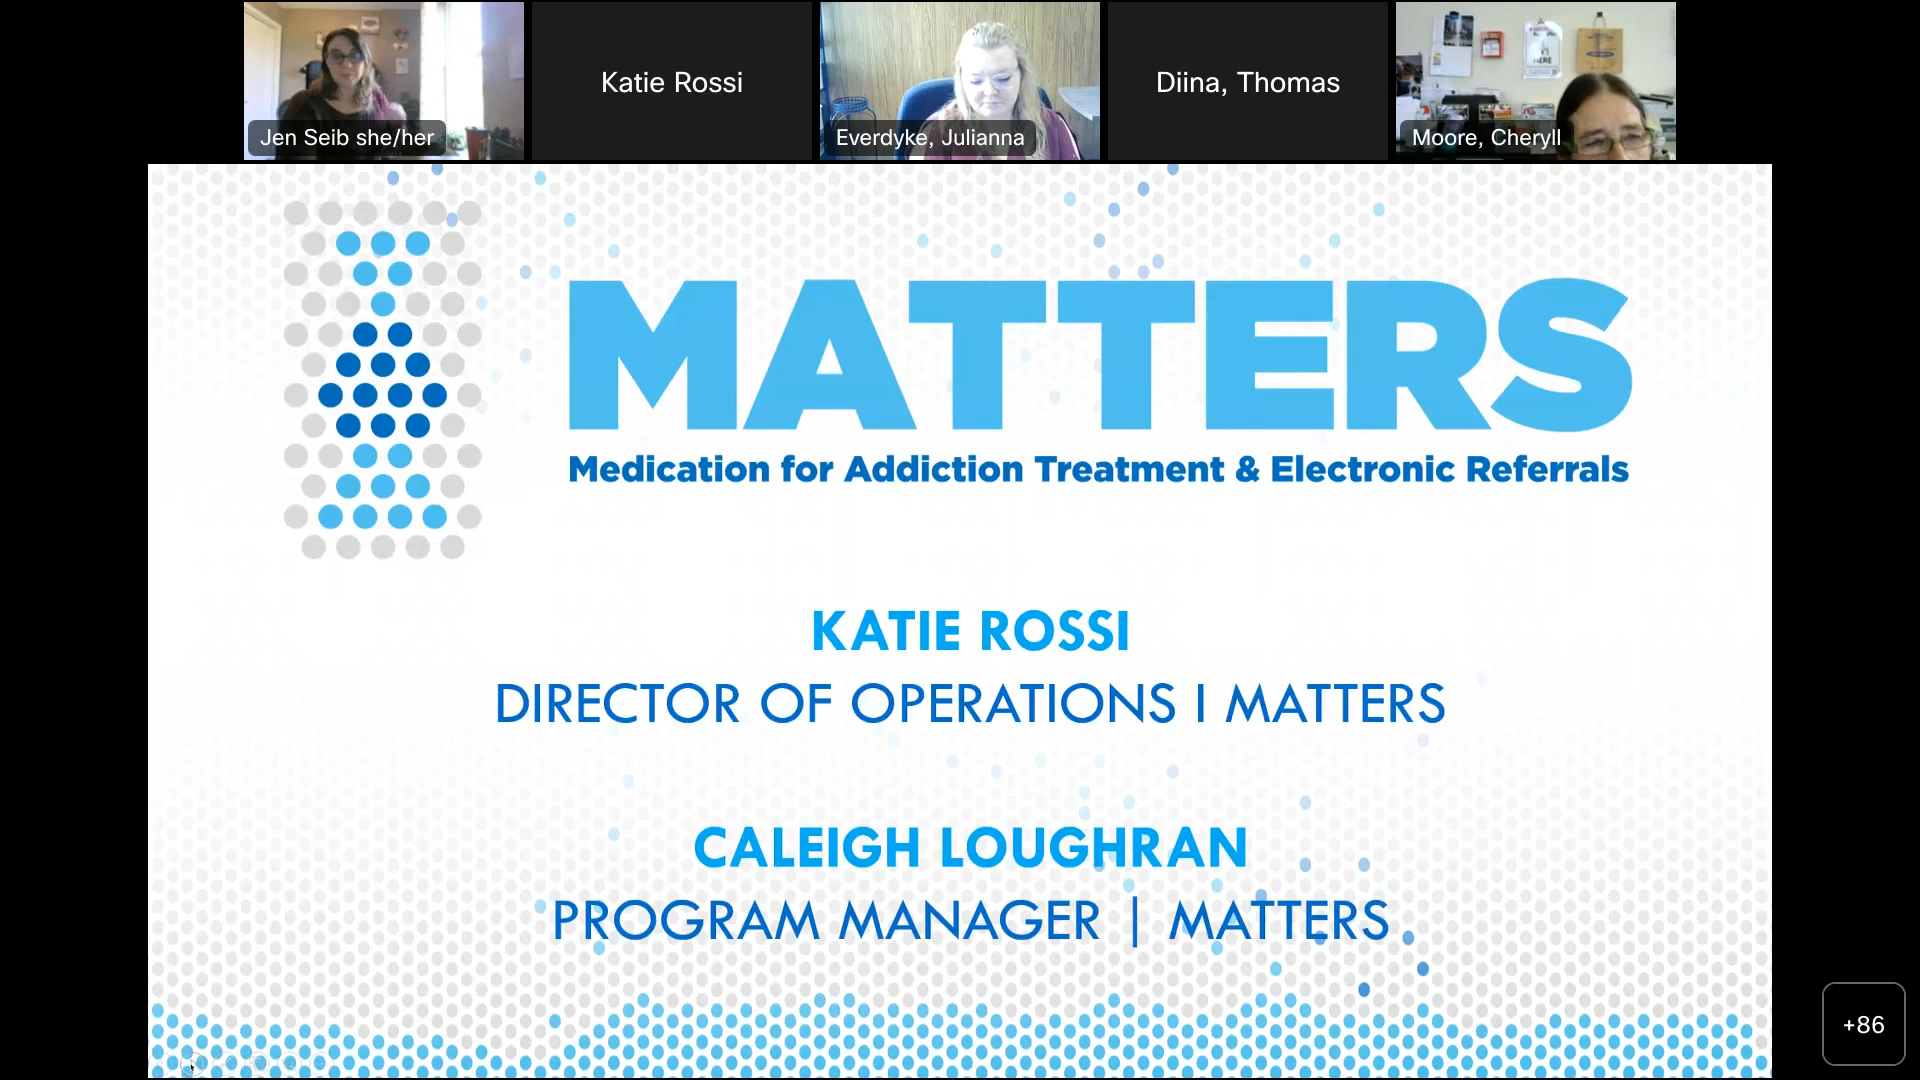 Jen Seib she/her
Katie Rossi
Everdyke, Julianna
Diina, Thomas
HERE
Moore, Cheryll
MATTERS
Medication for Addiction Treatment & Electronic Referrals
KATIE ROSSI
DIRECTOR OF OPERATIONS I MATTERS
CALEIGH LOUGHRAN
PROGRAM MANAGER | MATTERS
+86